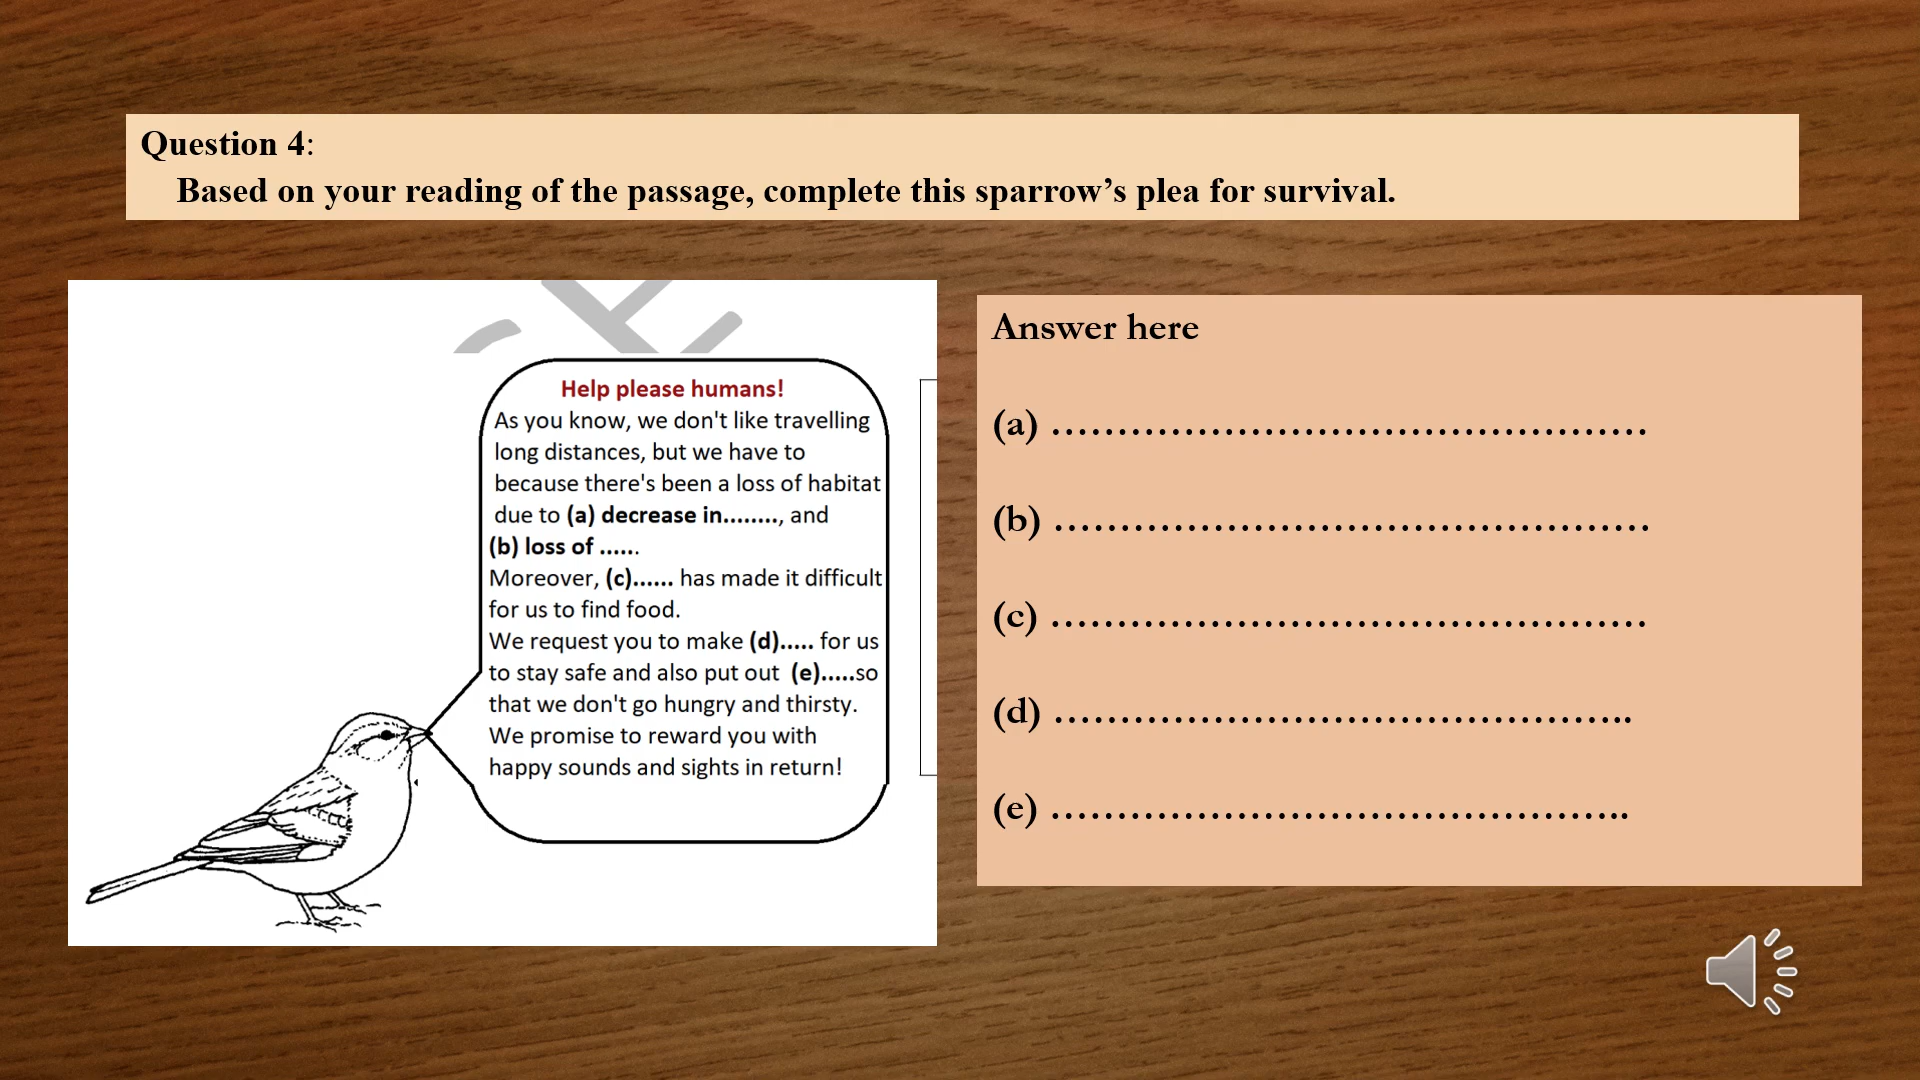 Question 4:
Based on your reading of the passage, complete this sparrow’s plea for survival.
Help please humans!
As you know, we don't like travelling
long distances, but we have to
because there's been a loss of habitat
due to (a) decrease in........, and
(b) loss of ......
Moreover, (c)...... has made it difficult
for us to find food.
We request you to make (d)..... for us
to stay safe and also put out (e).....so
that we don't go hungry and thirsty.
We promise to reward you with
happy sounds and sights in return!
Answer here
(a) ………………………………………
(b) ………………………………………
(c) ………………………………………
(d) ……………………………………..
(e) ……………………………………..